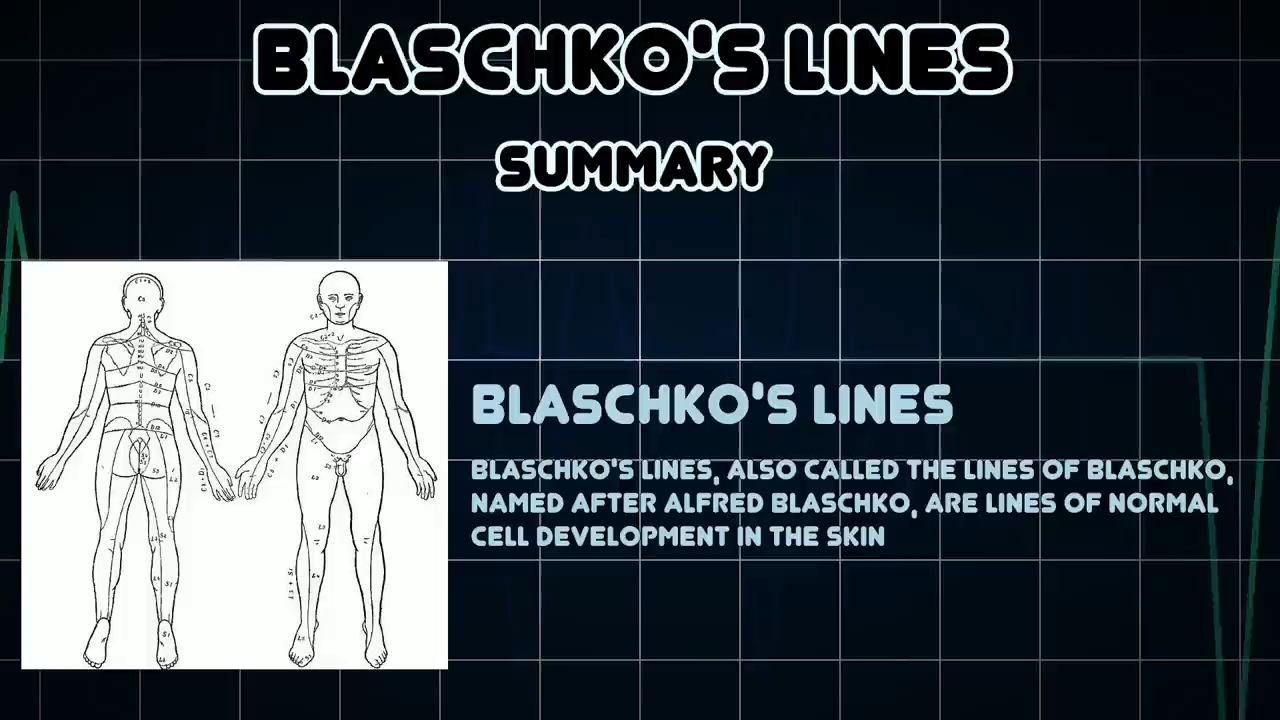 BLASCHKO'S LINES
SUMMARY
BLASCHKO'S LINES
BLASCHKO'S LINES, ALSO CALLED THE LINES OF BLASCHKO,
NAMED AFTER ALFRED BLASCHKO, ARE LINES OF NORMAL
CELL DEVELOPMENT IN THE SKIN